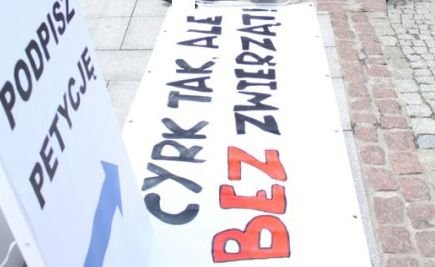 PODPISZ
PETYCJĘ
CYRK TAK, ALE
BEZ ZWIERZĄT!